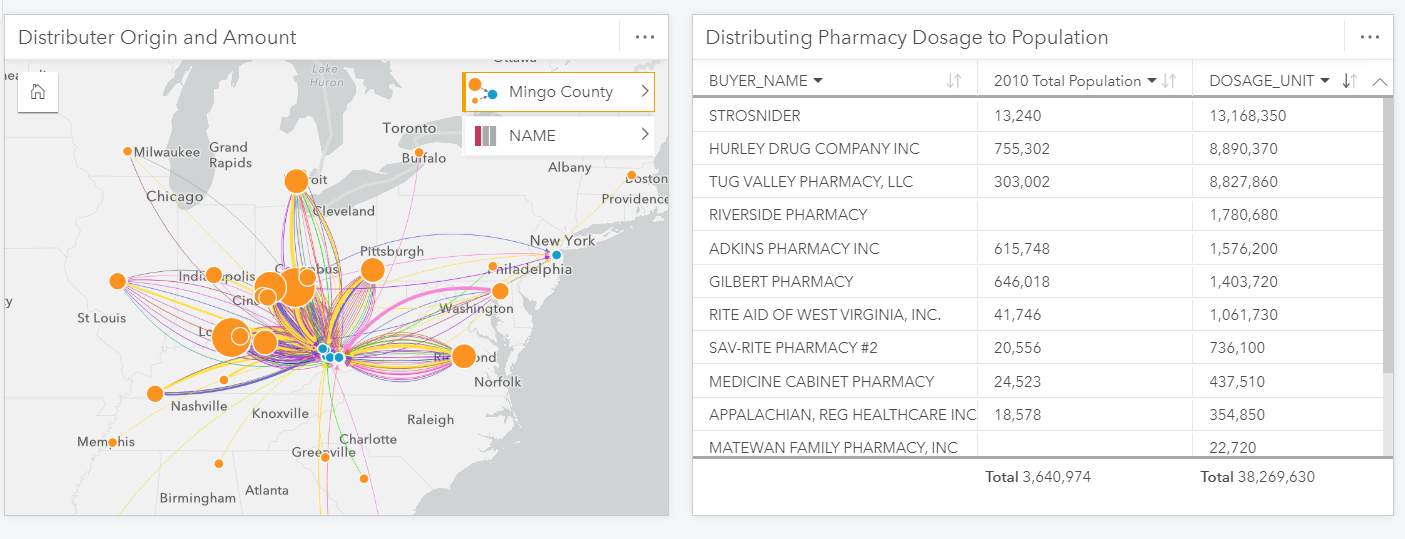 Distributer Origin and Amount
Lake
Huron
Ottawa
Mingo County
NAME
Toronto
Milwaukee
Grand
Rapids
Buffalo
Albany
Boston
Chicago
Providence
Cleveland
New York
Pittsburgh
Philadelphia
Washington
St Louis
Norfolk
Nashville
Knoxville
Raleigh
Memphis
Charlotte
Greenville
Birmingham
Atlanta
Distributing Pharmacy Dosage to Population
BUYER_NAME 2010 Total Population DOSAGE_UNIT
STROSNIDER 13,240 13,168,350
HURLEY DRUG COMPANY INC 755,302 8,890,370
TUG VALLEY PHARMACY, LLC 303,002 8,827,860
RIVERSIDE PHARMACY 1,780,680
ADKINS PHARMACY INC 615,748 1,576,200
GILBERT PHARMACY 646,018 1,403,720
RITE AID OF WEST VIRGINIA, INC. 41,746 1,061,730
SAV-RITE PHARMACY #2 20,556 736,100
MEDICINE CABINET PHARMACY 24,523 437,510
APPALACHIAN, REG HEALTHCARE INC 18,578 354,850
MATEWAN FAMILY PHARMACY, INC 22,720
Total 3,640,974 Total 38,269,630